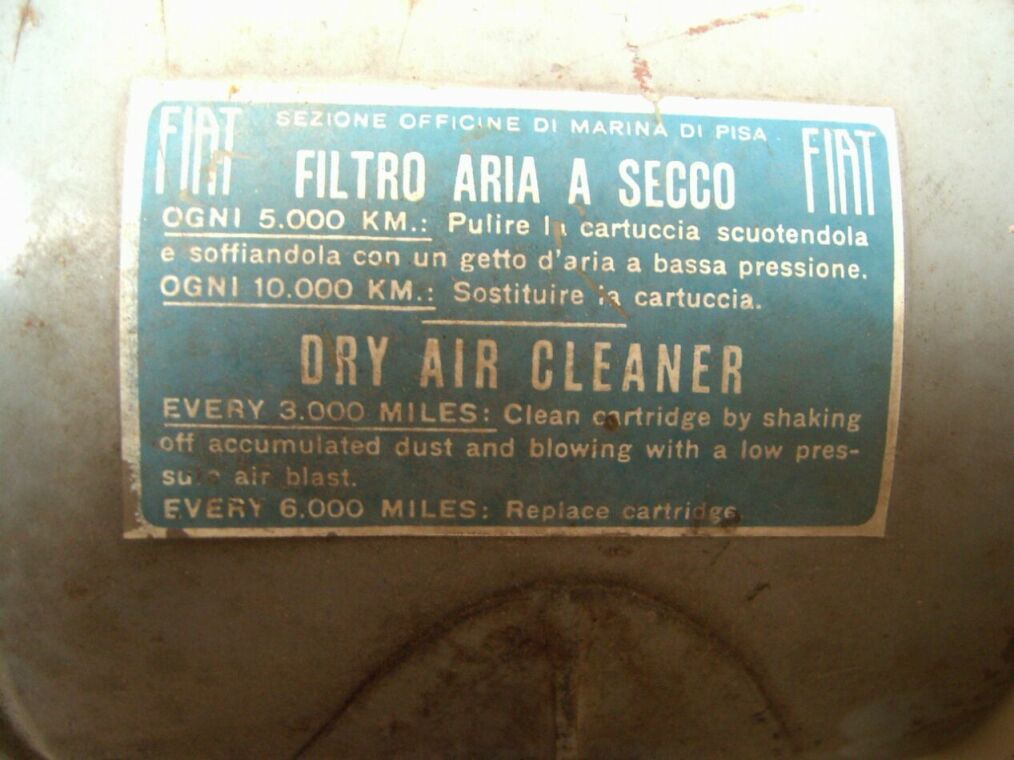 FIAT SEZIONE OFFICINE DI MARINA DI PISA FIAT
FILTRO ARIA A SECCO
OGNI 5.000 KM.: Pulire la cartuccia scuotendola
e soffiandola con un getto d'aria a bassa pressione.
OGNI 10.000 KM.: Sostituire la cartuccia.
DRY AIR CLEANER
EVERY 3.000 MILES: Clean cartridge by shaking
off accumulated dust and blowing with a low pres-
sure air blast.
EVERY 6.000 MILES: Replace cartridge.